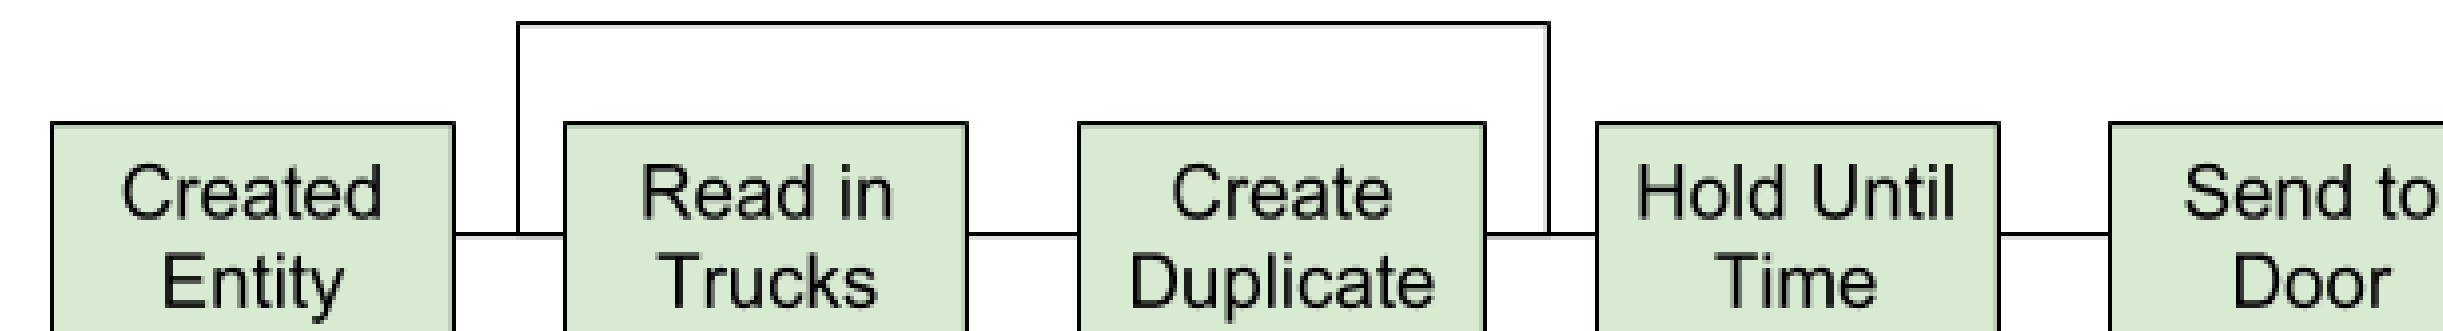 Created
Entity
Read in
Trucks
Create
Duplicate
Hold Until
Time
Send to
Door